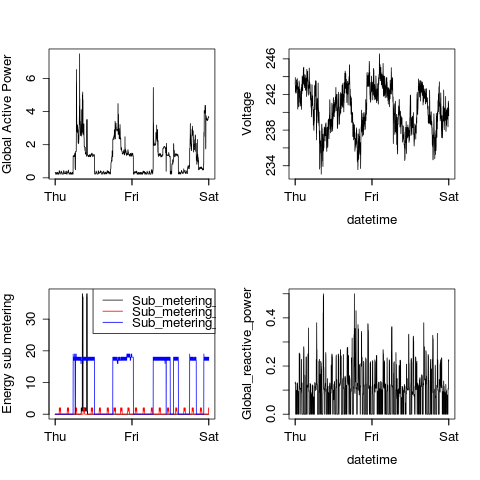 Global Active Power
0 2 4 6
Thu Fri Sat
Voltage
234 238 242 246
Thu Fri Sat
datetime
Energy sub metering
0 10 20 30
Sub_metering_
Sub_metering_
Sub_metering_
Thu Fri Sat
Global_reactive_power
0.0 0.2 0.4
Thu Fri Sat
datetime